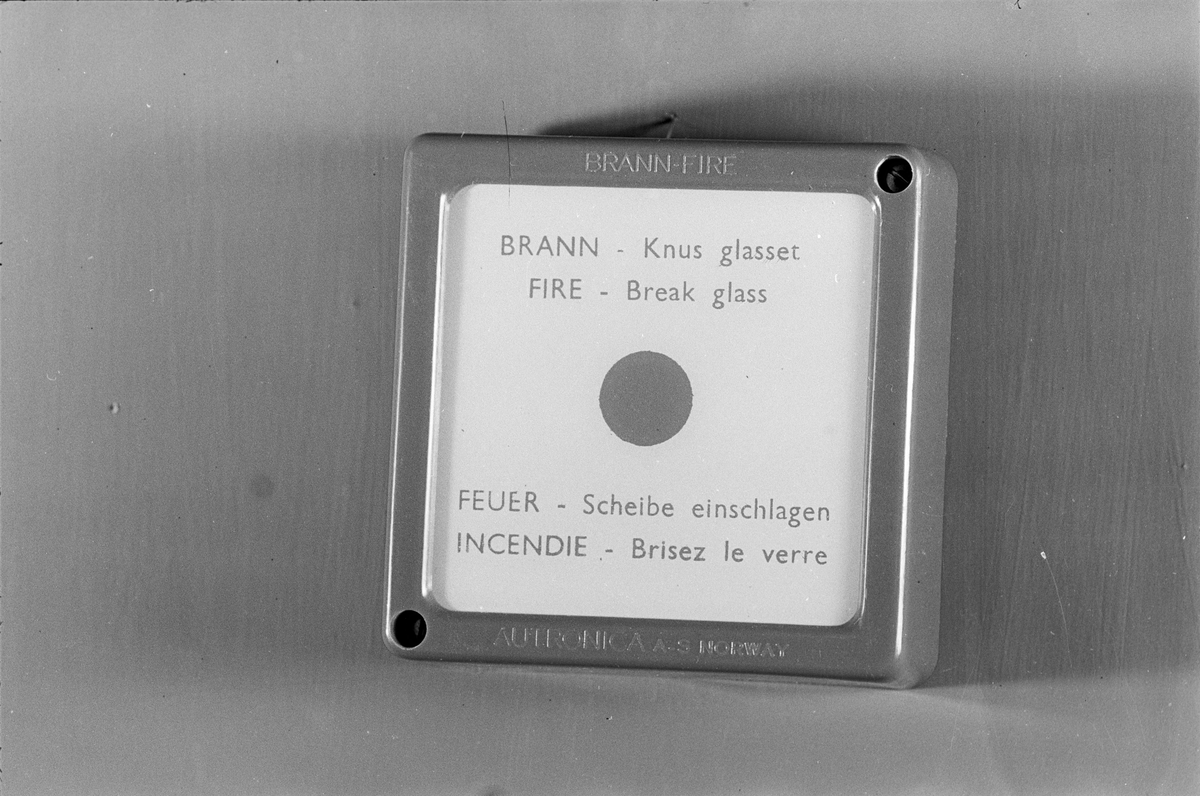 BRANN-FIRE
BRANN - Knus glasset
FIRE - Break glass
FEUER - Scheibe einschlagen
INCENDIE - Brisez le verre
AUTRONICA A-S NORWAY